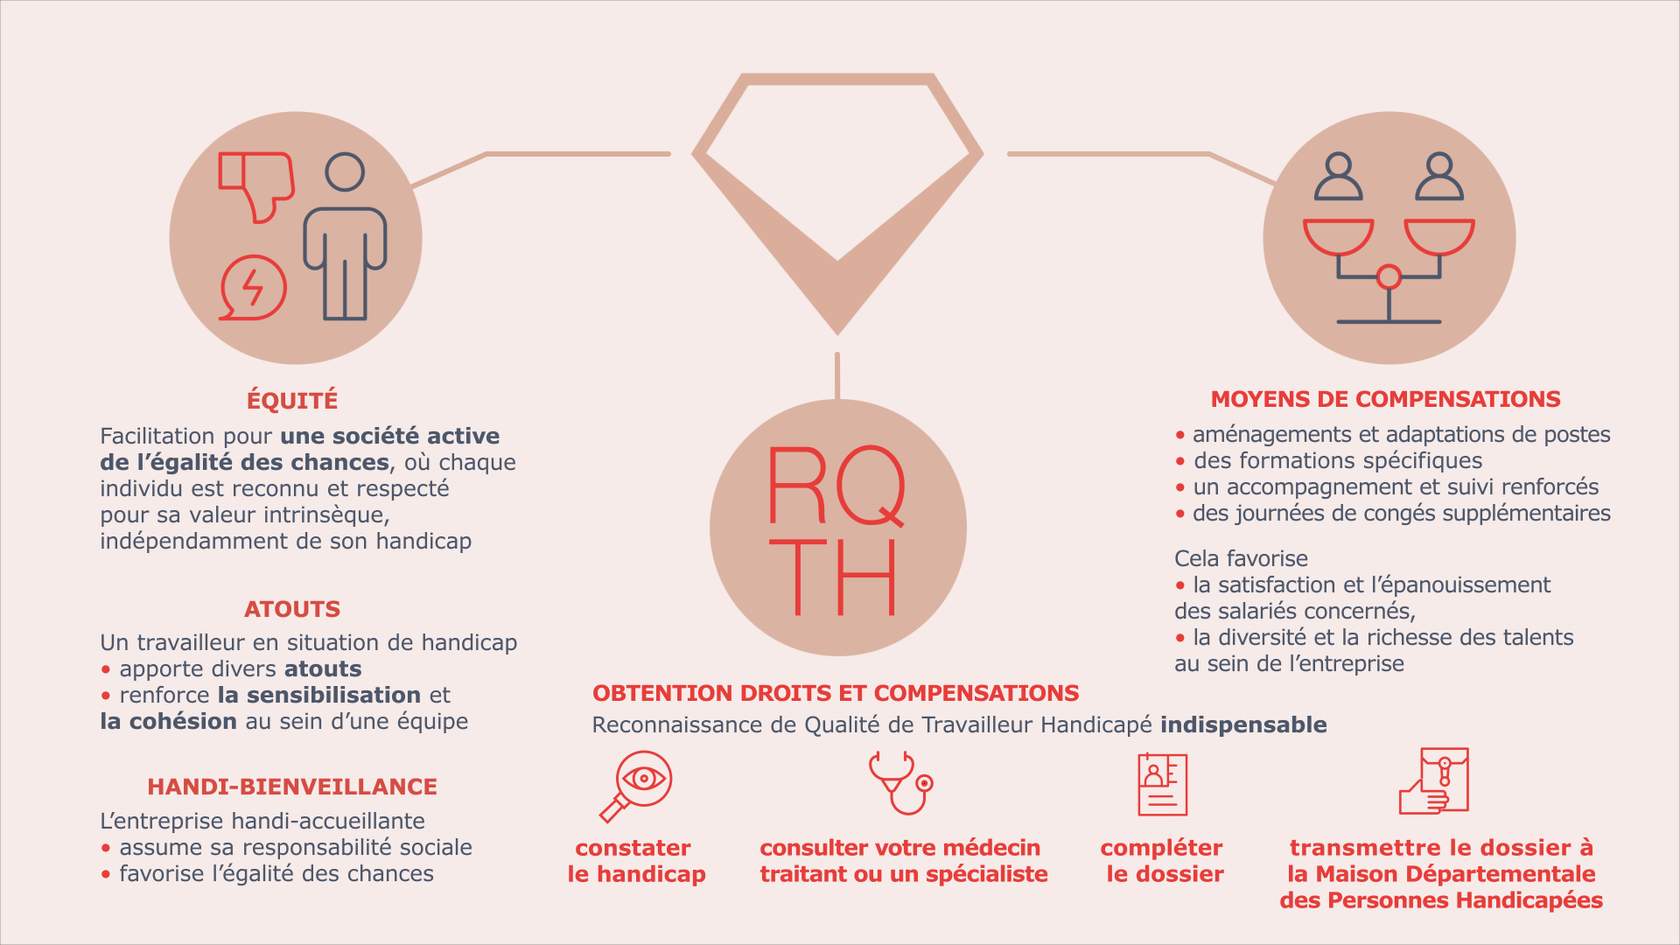 ÉQUITÉ
Facilitation pour une société active
de l’égalité des chances, où chaque
individu est reconnu et respecté
pour sa valeur intrinsèque,
indépendamment de son handicap
ATOUTS
Un travailleur en situation de handicap
• apporte divers atouts
• renforce la sensibilisation et
la cohésion au sein d’une équipe
HANDI-BIENVEILLANCE
L’entreprise handi-accueillante
• assume sa responsabilité sociale
• favorise l’égalité des chances
RQ
TH
OBTENTION DROITS ET COMPENSATIONS
Reconnaissance de Qualité de Travailleur Handicapé indispensable
constater
le handicap
consulter votre médecin
traitant ou un spécialiste
compléter
le dossier
transmettre le dossier à
la Maison Départementale
des Personnes Handicapées
MOYENS DE COMPENSATIONS
• aménagements et adaptations de postes
• des formations spécifiques
• un accompagnement et suivi renforcés
• des journées de congés supplémentaires
Cela favorise
• la satisfaction et l’épanouissement
des salariés concernés,
• la diversité et la richesse des talents
au sein de l’entreprise